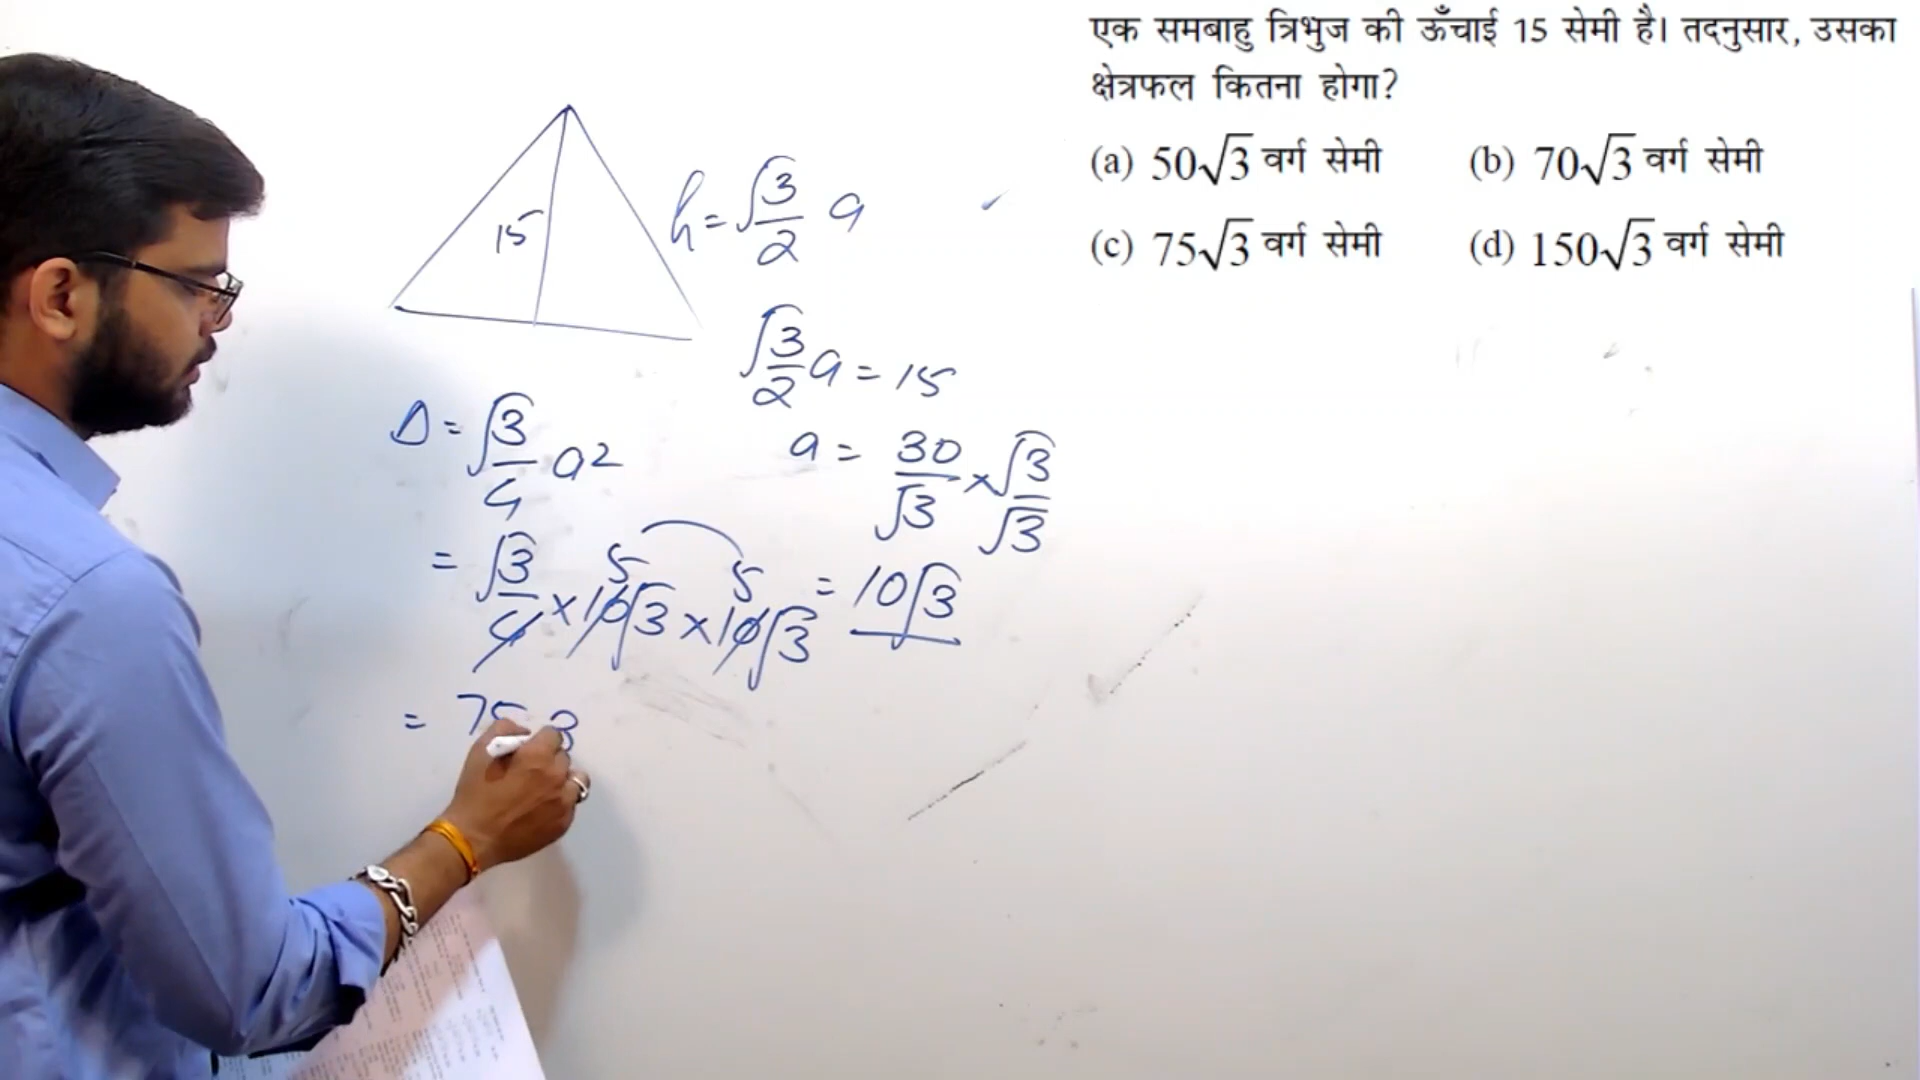 एक समबाहु त्रिभुज की ऊँचाई 15 सेमी है। तदनुसार, उसका
क्षेत्रफल कितना होगा?
(a) 50√3 वर्ग सेमी (b) 70√3 वर्ग सेमी
(c) 75√3 वर्ग सेमी (d) 150√3 वर्ग सेमी
15
h = √3/2 a
√3/2 a = 15
a = 30/√3 × √3/√3
= 10√3
Δ = √3/4 a²
= √3/4 × 10√3 × 10√3
5 5
= 75 3